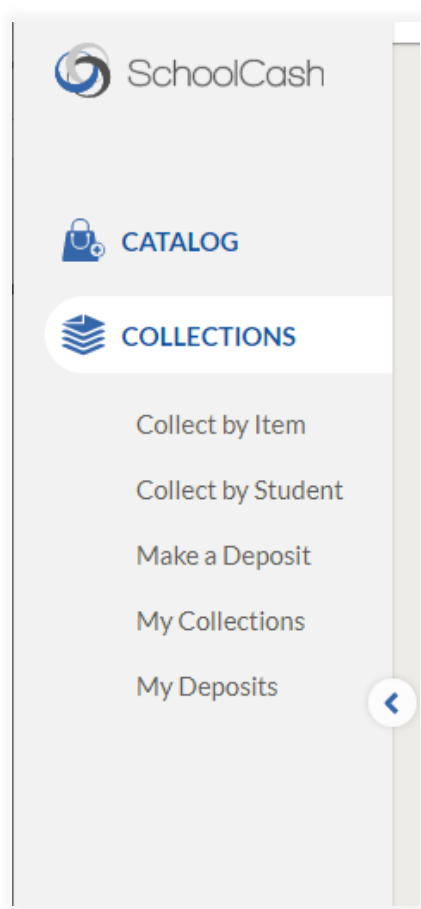 SchoolCash
CATALOG
COLLECTIONS
Collect by Item
Collect by Student
Make a Deposit
My Collections
My Deposits